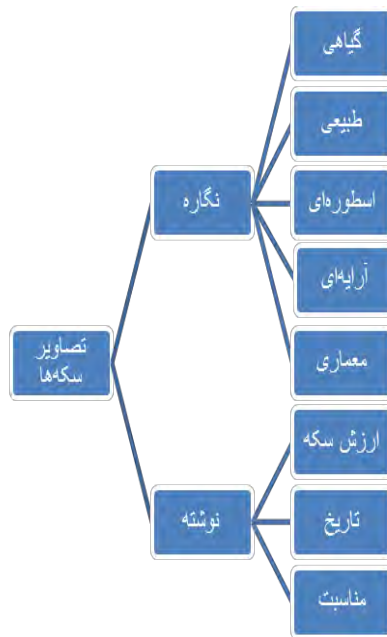 تصاویر
سکه‌ها
نگاره
گیاهی
طبیعی
اسطوره‌ای
آرایه‌ای
معماری
نوشته
ارزش سکه
تاریخ
مناسبت